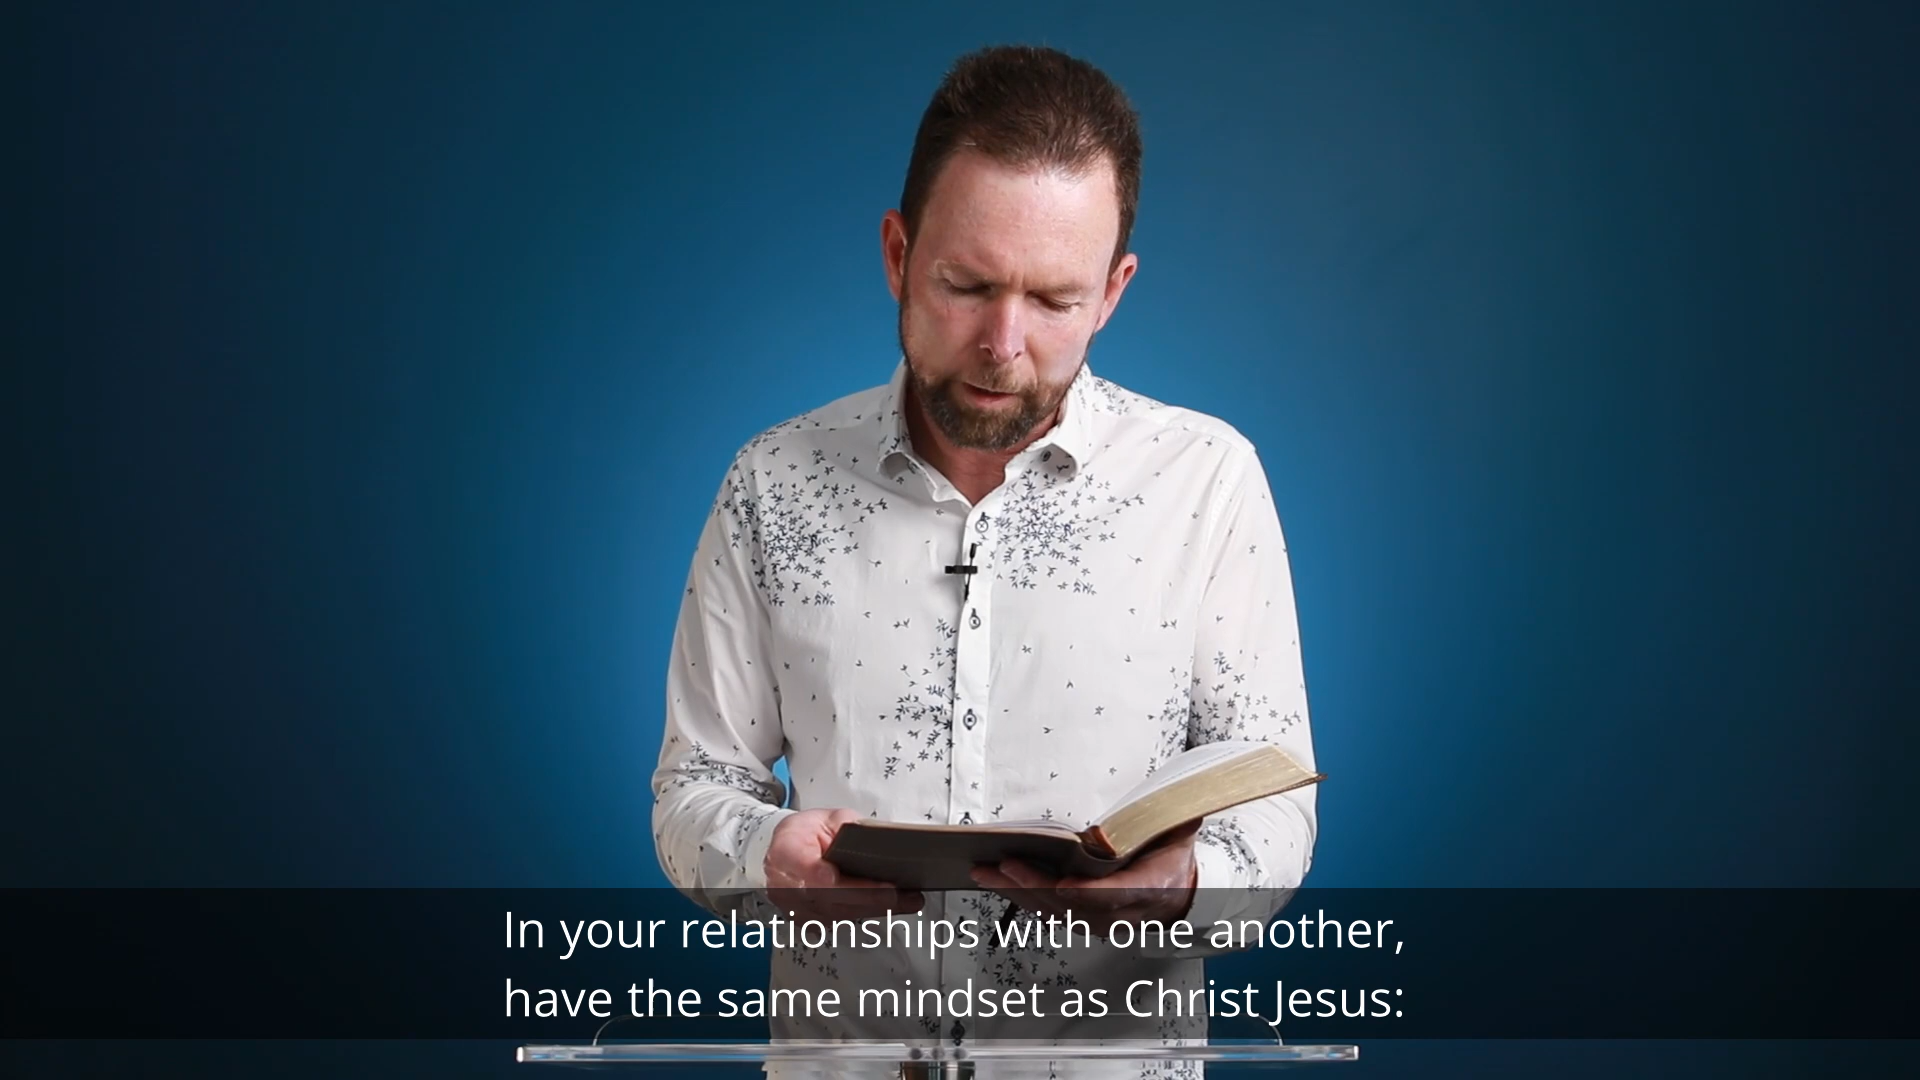 In your relationships with one another,
have the same mindset as Christ Jesus: